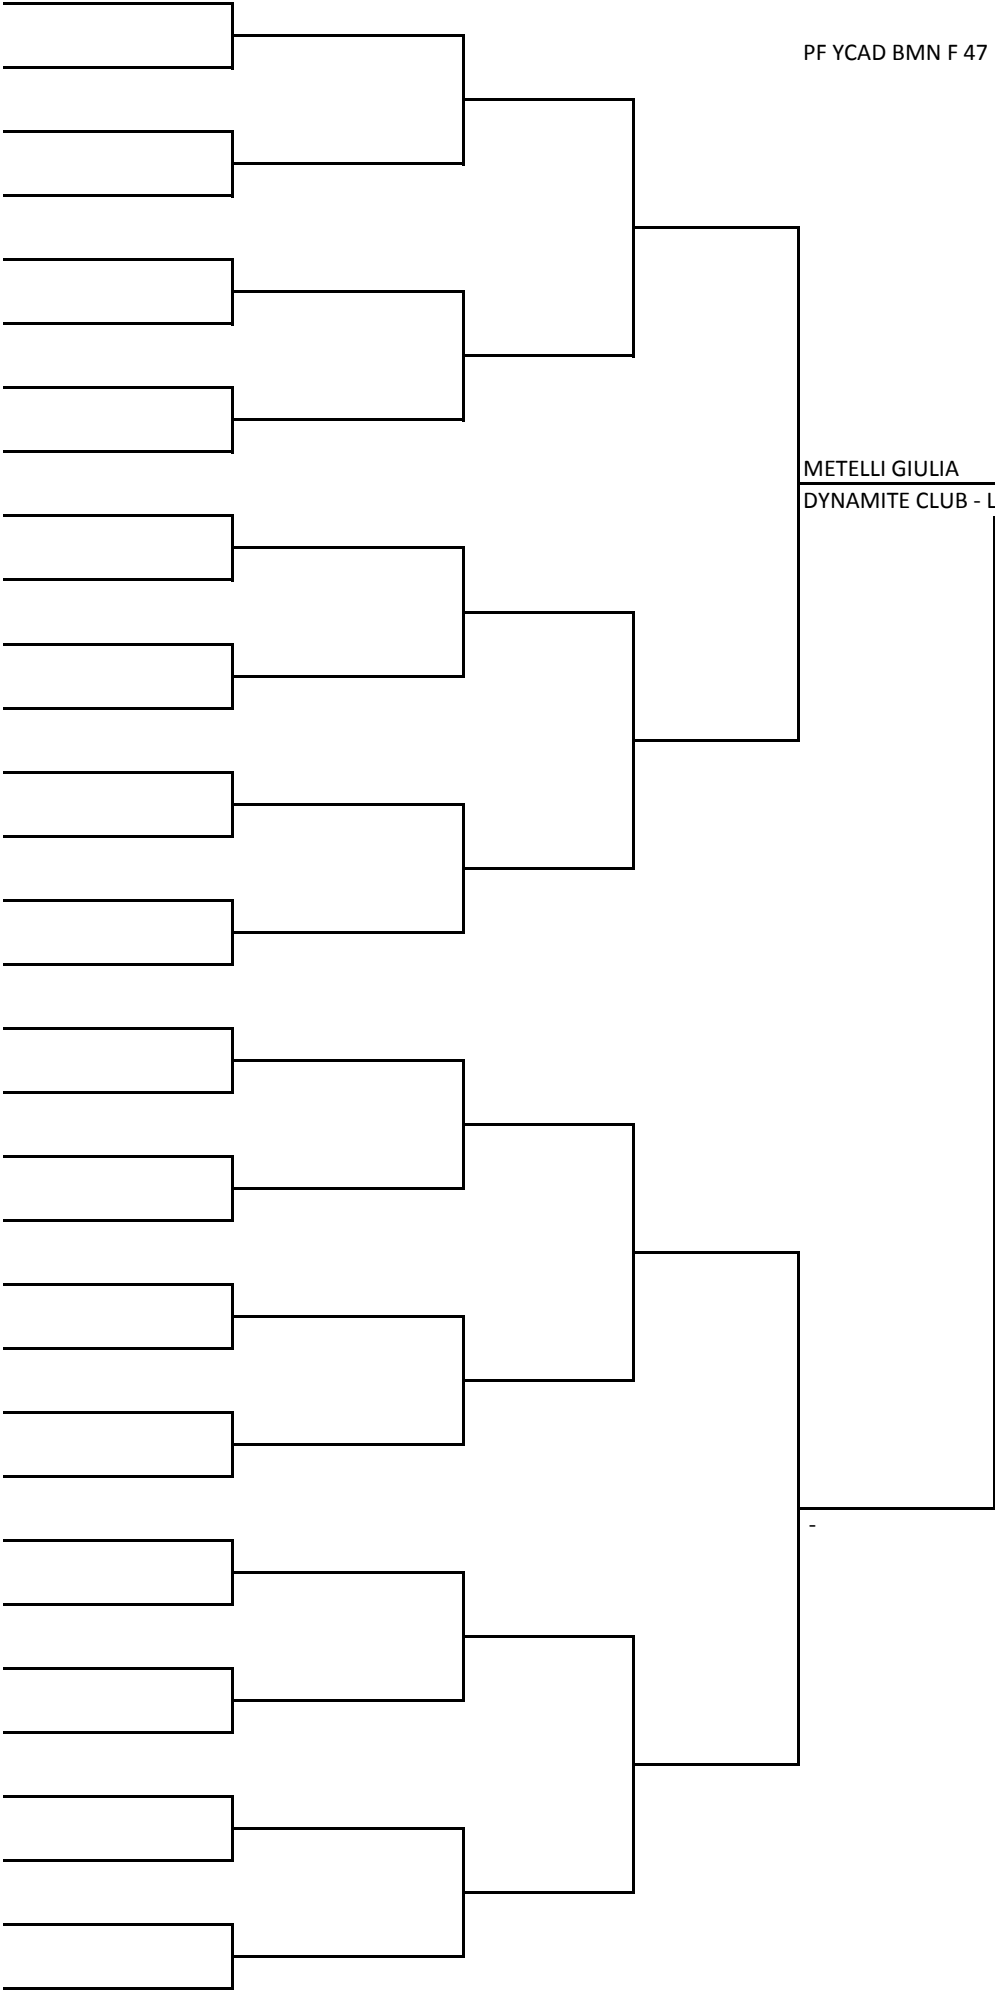 PF YCAD BMN F 47
METELLI GIULIA
DYNAMITE CLUB - L
-